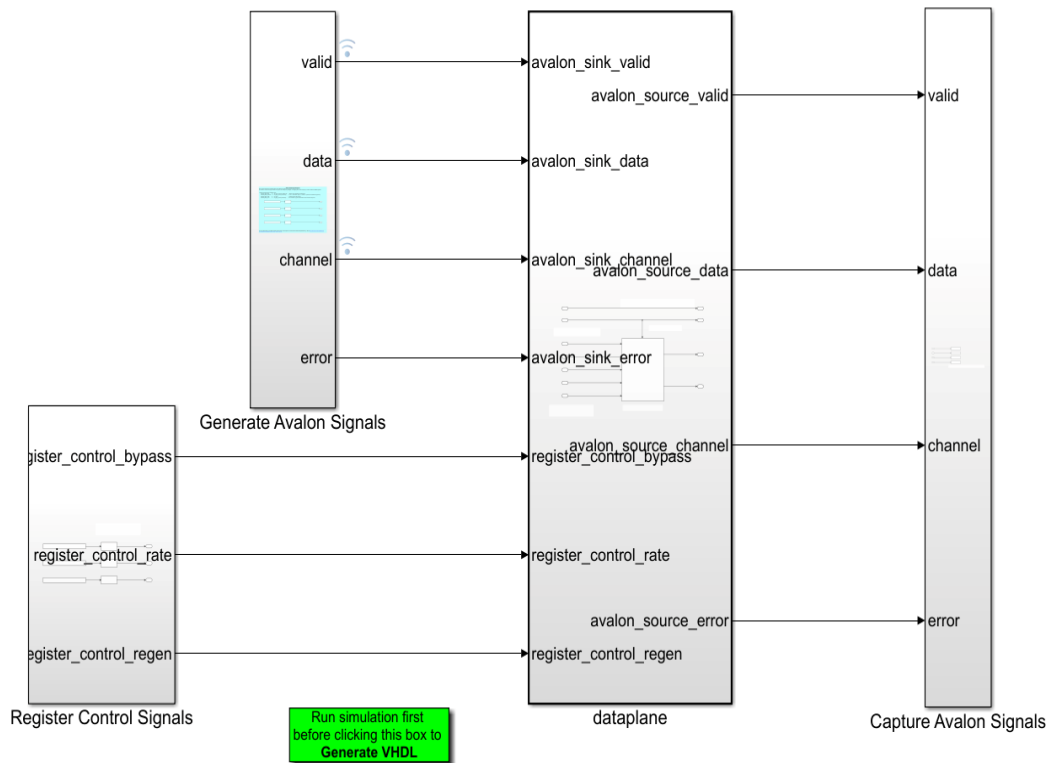 valid
data
channel
error
Generate Avalon Signals
gister_control_bypass
register_control_rate
egister_control_regen
Register Control Signals
avalon_sink_valid
avalon_source_valid
avalon_sink_data
avalon_sink_channel
avalon_source_data
avalon_sink_error
avalon_source_channel
register_control_bypass
register_control_rate
avalon_source_error
register_control_regen
dataplane
valid
data
channel
error
Capture Avalon Signals
Run simulation first
before clicking this box to
Generate VHDL